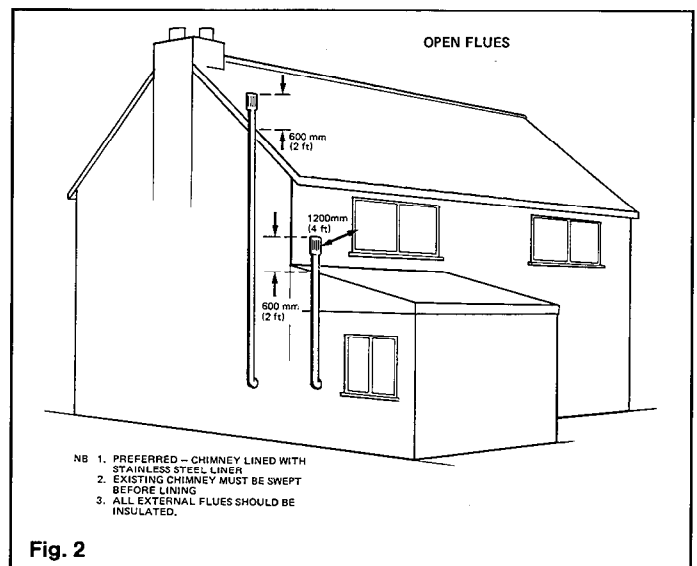 OPEN FLUES
600 mm
(2 ft)
1200mm
(4 ft)
600 mm
(2 ft)
NB 1. PREFERRED – CHIMNEY LINED WITH
STAINLESS STEEL LINER
2. EXISTING CHIMNEY MUST BE SWEPT
BEFORE LINING
3. ALL EXTERNAL FLUES SHOULD BE
INSULATED.
Fig. 2